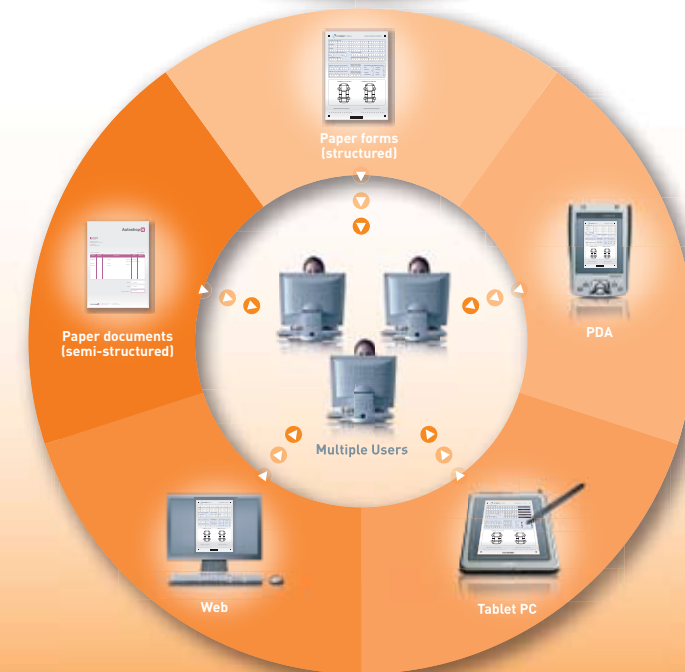 Paper forms
(structured)
Paper documents
(semi-structured)
PDA
Multiple Users
Web
Tablet PC